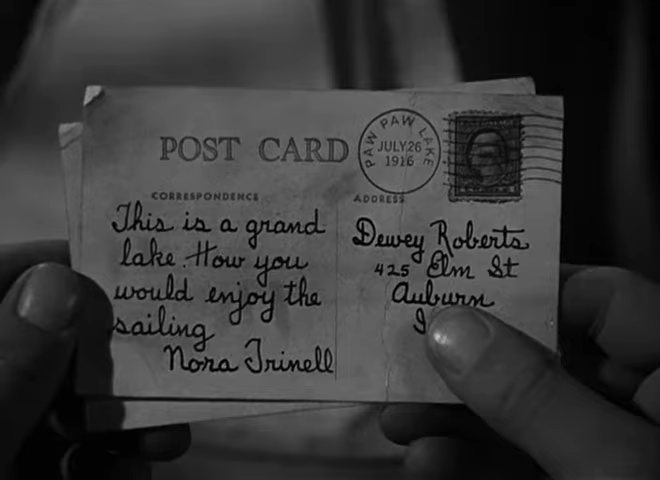 POST CARD
PAW PAW LAKE
JULY.26
1916
CORRESPONDENCE
ADDRESS
This is a grand
lake. How you
would enjoy the
sailing
Nora Trinell
Dewey Roberts
425 Elm St
Auburn